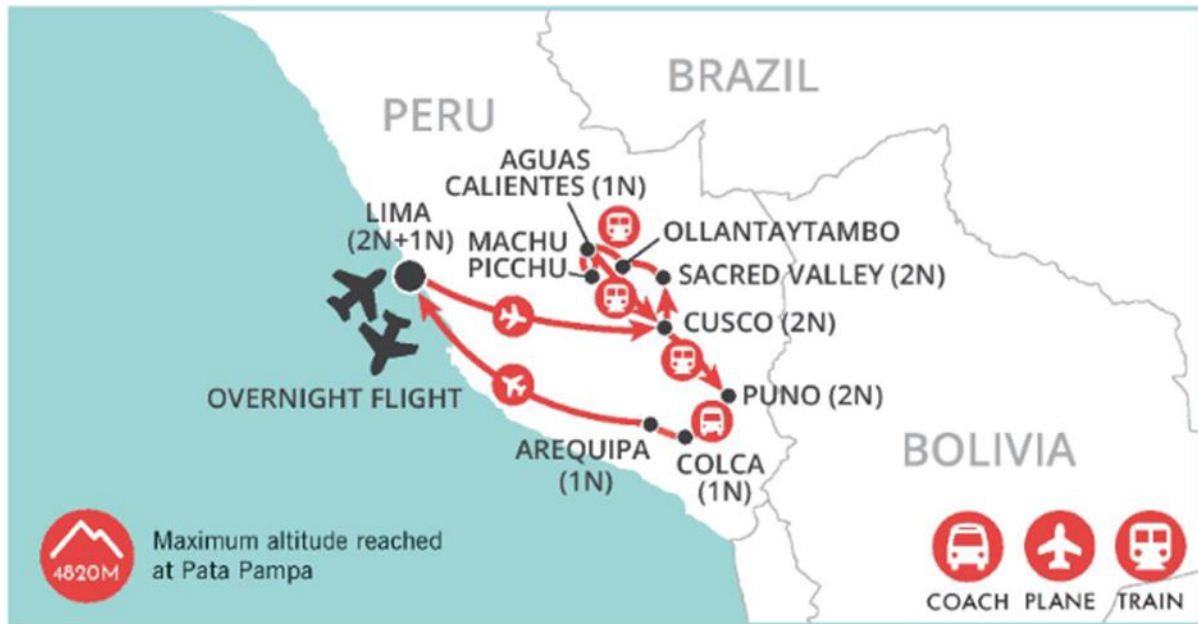 BRAZIL
PERU
AGUAS
CALIENTES (1N)
LIMA
(2N+1N)
MACHU
PICCHU
OLLANTAYTAMBO
SACRED VALLEY (2N)
CUSCO (2N)
PUNO (2N)
OVERNIGHT FLIGHT
AREQUIPA
(1N)
COLCA
(1N)
BOLIVIA
4820M
Maximum altitude reached
at Pata Pampa
COACH PLANE TRAIN